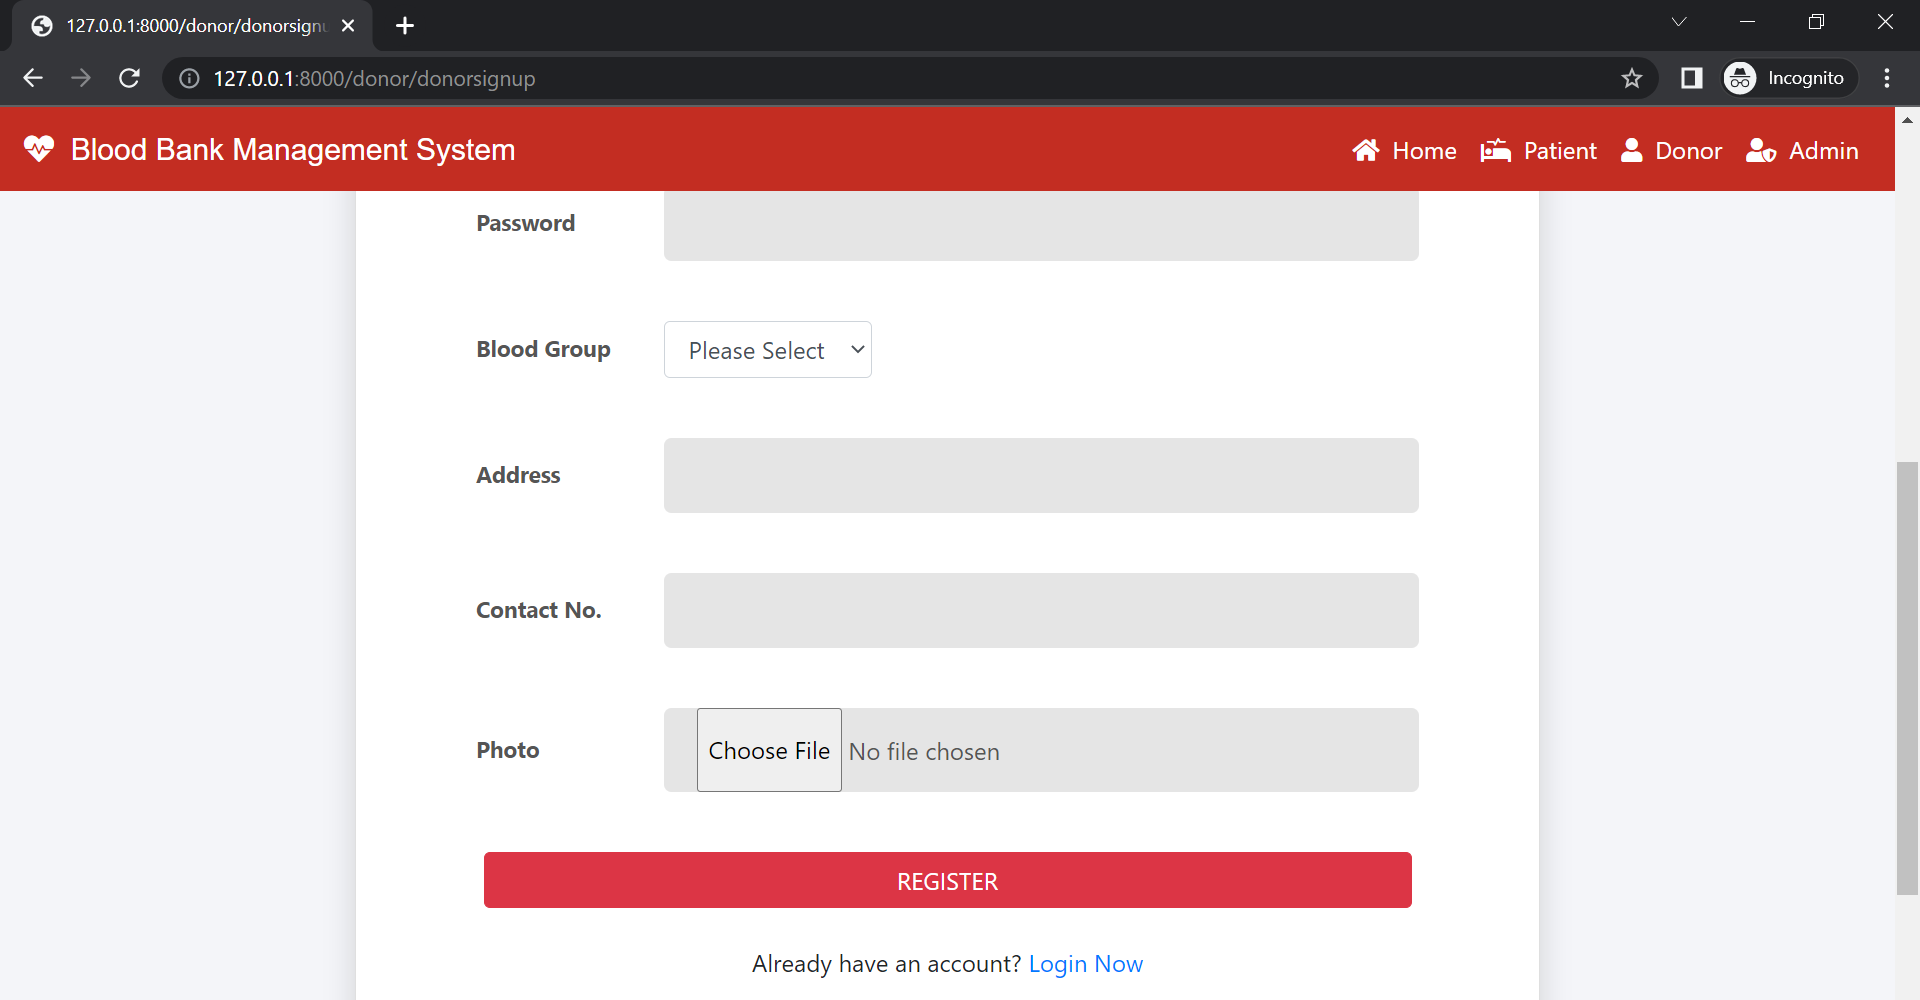 127.0.0.1:8000/donor/donorsignu
127.0.0.1:8000/donor/donorsignup
Incognito
Blood Bank Management System
Home
Patient
Donor
Admin
Password
Blood Group
Please Select
Address
Contact No.
Photo
Choose File
No file chosen
REGISTER
Already have an account? Login Now